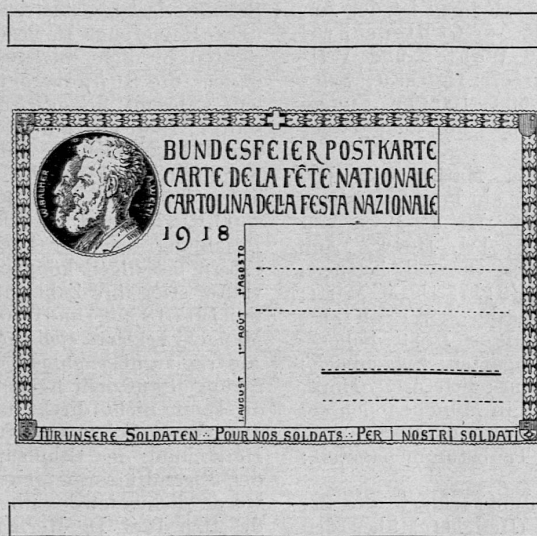 BUNDESFEIER POSTKARTE
CARTE DE LA FÊTE NATIONALE
CARTOLINA DELLA FESTA NAZIONALE
1918
1. AUGUST 1ER AOÛT 1º AGOSTO
FÜR UNSERE SOLDATEN · POUR NOS SOLDATS · PER I NOSTRI SOLDATI